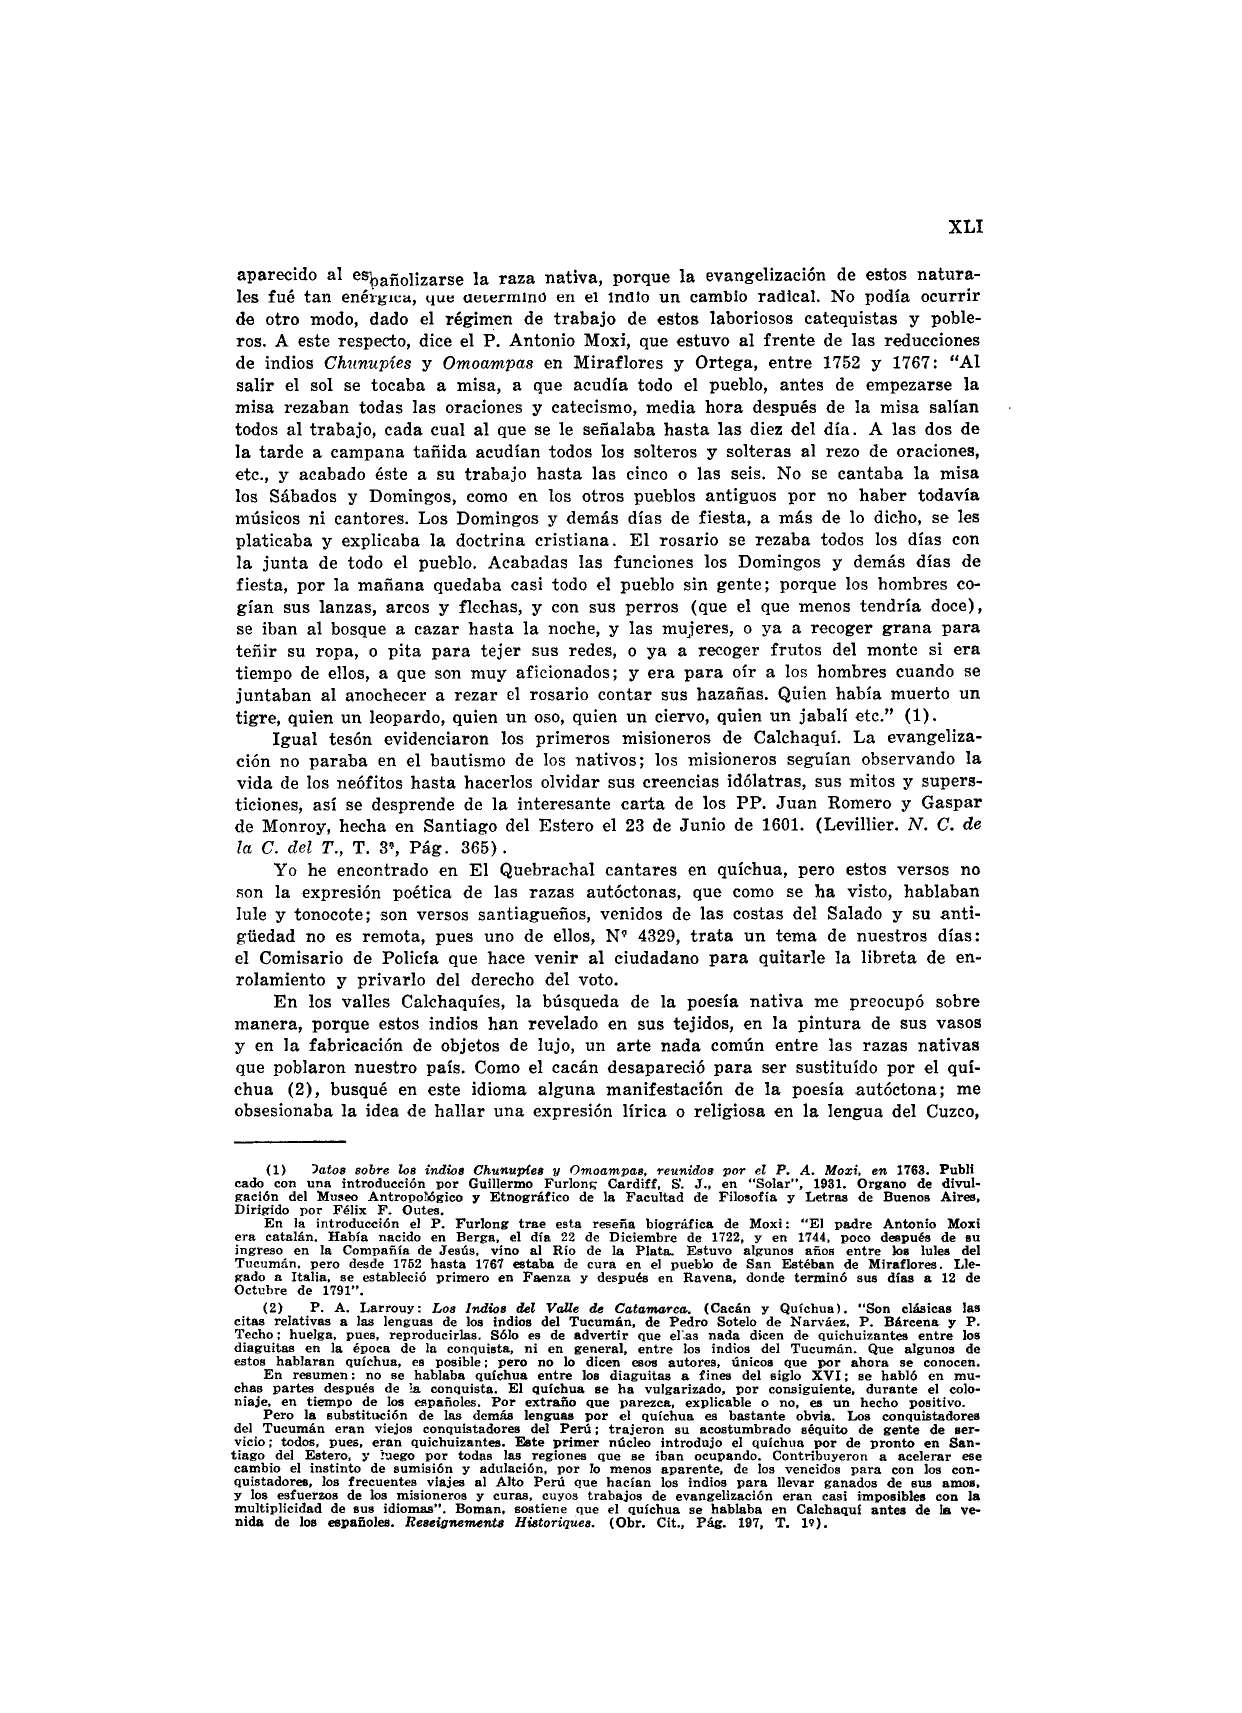 XLI
aparecido al españolizarse la raza nativa, porque la evangelización de estos natura-
les fué tan enérgica, que determinó en el indio un cambio radical. No podía ocurrir
de otro modo, dado el régimen de trabajo de estos laboriosos catequistas y poble-
ros. A este respecto, dice el P. Antonio Moxi, que estuvo al frente de las reducciones
de indios Chunupíes y Omoampas en Miraflores y Ortega, entre 1752 y 1767: “Al
salir el sol se tocaba a misa, a que acudía todo el pueblo, antes de empezarse la
misa rezaban todas las oraciones y catecismo, media hora después de la misa salían
todos al trabajo, cada cual al que se le señalaba hasta las diez del día. A las dos de
la tarde a campana tañida acudían todos los solteros y solteras al rezo de oraciones,
etc., y acabado éste a su trabajo hasta las cinco o las seis. No se cantaba la misa
los Sábados y Domingos, como en los otros pueblos antiguos por no haber todavía
músicos ni cantores. Los Domingos y demás días de fiesta, a más de lo dicho, se les
platicaba y explicaba la doctrina cristiana. El rosario se rezaba todos los días con
la junta de todo el pueblo. Acabadas las funciones los Domingos y demás días de
fiesta, por la mañana quedaba casi todo el pueblo sin gente; porque los hombres co-
gían sus lanzas, arcos y flechas, y con sus perros (que el que menos tendría doce),
se iban al bosque a cazar hasta la noche, y las mujeres, o ya a recoger grana para
teñir su ropa, o pita para tejer sus redes, o ya a recoger frutos del monte si era
tiempo de ellos, a que son muy aficionados; y era para oír a los hombres cuando se
juntaban al anochecer a rezar el rosario contar sus hazañas. Quien había muerto un
tigre, quien un leopardo, quien un oso, quien un ciervo, quien un jabalí etc.” (1).
Igual tesón evidenciaron los primeros misioneros de Calchaquí. La evangeliza-
ción no paraba en el bautismo de los nativos; los misioneros seguían observando la
vida de los neófitos hasta hacerlos olvidar sus creencias idólatras, sus mitos y supers-
ticiones, así se desprende de la interesante carta de los PP. Juan Romero y Gaspar
de Monroy, hecha en Santiago del Estero el 23 de Junio de 1601. (Levillier. N. C. de
la C. del T., T. 3º, Pág. 365).
Yo he encontrado en El Quebrachal cantares en quíchua, pero estos versos no
son la expresión poética de las razas autóctonas, que como se ha visto, hablaban
lule y tonocote; son versos santiagueños, venidos de las costas del Salado y su anti-
güedad no es remota, pues uno de ellos, Nº 4329, trata un tema de nuestros días:
el Comisario de Policía que hace venir al ciudadano para quitarle la libreta de en-
rolamiento y privarlo del derecho del voto.
En los valles Calchaquíes, la búsqueda de la poesía nativa me preocupó sobre
manera, porque estos indios han revelado en sus tejidos, en la pintura de sus vasos
y en la fabricación de objetos de lujo, un arte nada común entre las razas nativas
que poblaron nuestro país. Como el cacán desapareció para ser sustituído por el quí-
chua (2), busqué en este idioma alguna manifestación de la poesía autóctona; me
obsesionaba la idea de hallar una expresión lírica o religiosa en la lengua del Cuzco,
(1) Datos sobre los indios Chunupíes y Omoampas, reunidos por el P. A. Moxi, en 1763. Publi
cado con una introducción por Guillermo Furlong Cardiff, S. J., en “Solar”, 1931. Organo de divul-
gación del Museo Antropológico y Etnográfico de la Facultad de Filosofía y Letras de Buenos Aires,
Dirigido por Félix F. Outes.
En la introducción el P. Furlong trae esta reseña biográfica de Moxi: “El padre Antonio Moxi
era catalán. Había nacido en Berga, el día 22 de Diciembre de 1722, y en 1744, poco después de su
ingreso en la Compañía de Jesús, vino al Río de la Plata. Estuvo algunos años entre los lules del
Tucumán, pero desde 1752 hasta 1767 estaba de cura en el pueblo de San Estéban de Miraflores. Lle-
gado a Italia, se estableció primero en Faenza y después en Ravena, donde terminó sus días a 12 de
Octubre de 1791”.
(2) P. A. Larrouy: Los Indios del Valle de Catamarca. (Cacán y Quíchua). “Son clásicas las
citas relativas a las lenguas de los indios del Tucumán, de Pedro Sotelo de Narváez, P. Bárcena y P.
Techo; huelga, pues, reproducirlas. Sólo es de advertir que ellas nada dicen de quichuizantes entre los
diaguitas en la época de la conquista, ni en general, entre los indios del Tucumán. Que algunos de
estos hablaran quíchua, es posible; pero no lo dicen esos autores, únicos que por ahora se conocen.
En resumen: no se hablaba quíchua entre los diaguitas a fines del siglo XVI; se habló en mu-
chas partes después de la conquista. El quíchua se ha vulgarizado, por consiguiente, durante el colo-
niaje, en tiempo de los españoles. Por extraño que parezca, explicable o no, es un hecho positivo.
Pero la substitución de las demás lenguas por el quíchua es bastante obvia. Los conquistadores
del Tucumán eran viejos conquistadores del Perú; trajeron su acostumbrado séquito de gente de ser-
vicio; todos, pues, eran quichuizantes. Este primer núcleo introdujo el quíchua por de pronto en San-
tiago del Estero, y luego por todas las regiones que se iban ocupando. Contribuyeron a acelerar ese
cambio el instinto de sumisión y adulación, por lo menos aparente, de los vencidos para con los con-
quistadores, los frecuentes viajes al Alto Perú que hacían los indios para llevar ganados de sus amos,
y los esfuerzos de los misioneros y curas, cuyos trabajos de evangelización eran casi imposibles con la
multiplicidad de sus idiomas”. Boman, sostiene que el quíchua se hablaba en Calchaquí antes de la ve-
nida de los españoles. Reseignements Historiques. (Obr. Cit., Pág. 197, T. 1º).